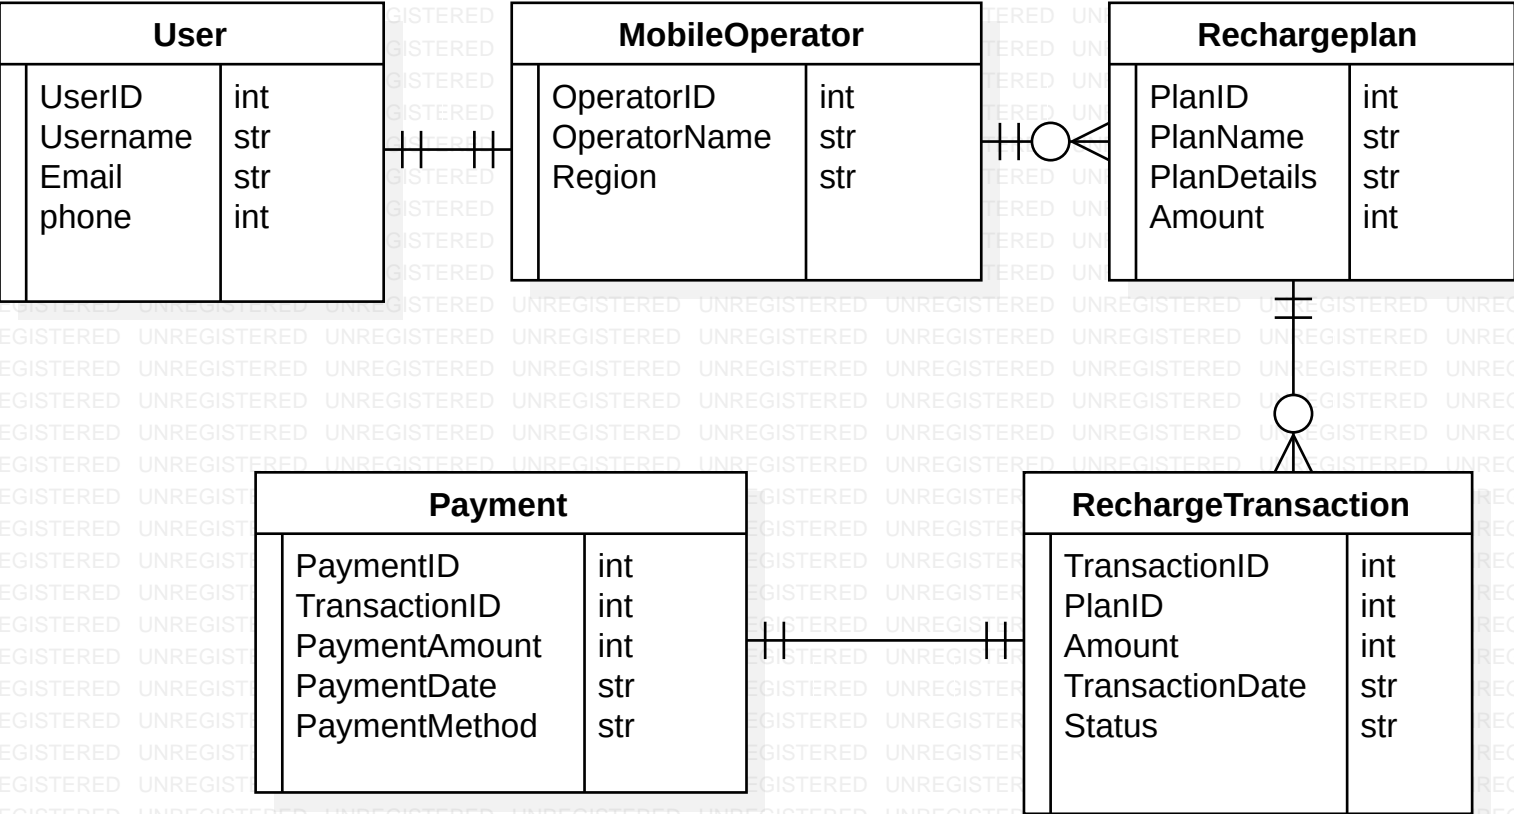 User
UserID int
Username str
Email str
phone int
MobileOperator
OperatorID int
OperatorName str
Region str
Rechargeplan
PlanID int
PlanName str
PlanDetails str
Amount int
Payment
PaymentID int
TransactionID int
PaymentAmount int
PaymentDate str
PaymentMethod str
RechargeTransaction
TransactionID int
PlanID int
Amount int
TransactionDate str
Status str
UNREGISTERED